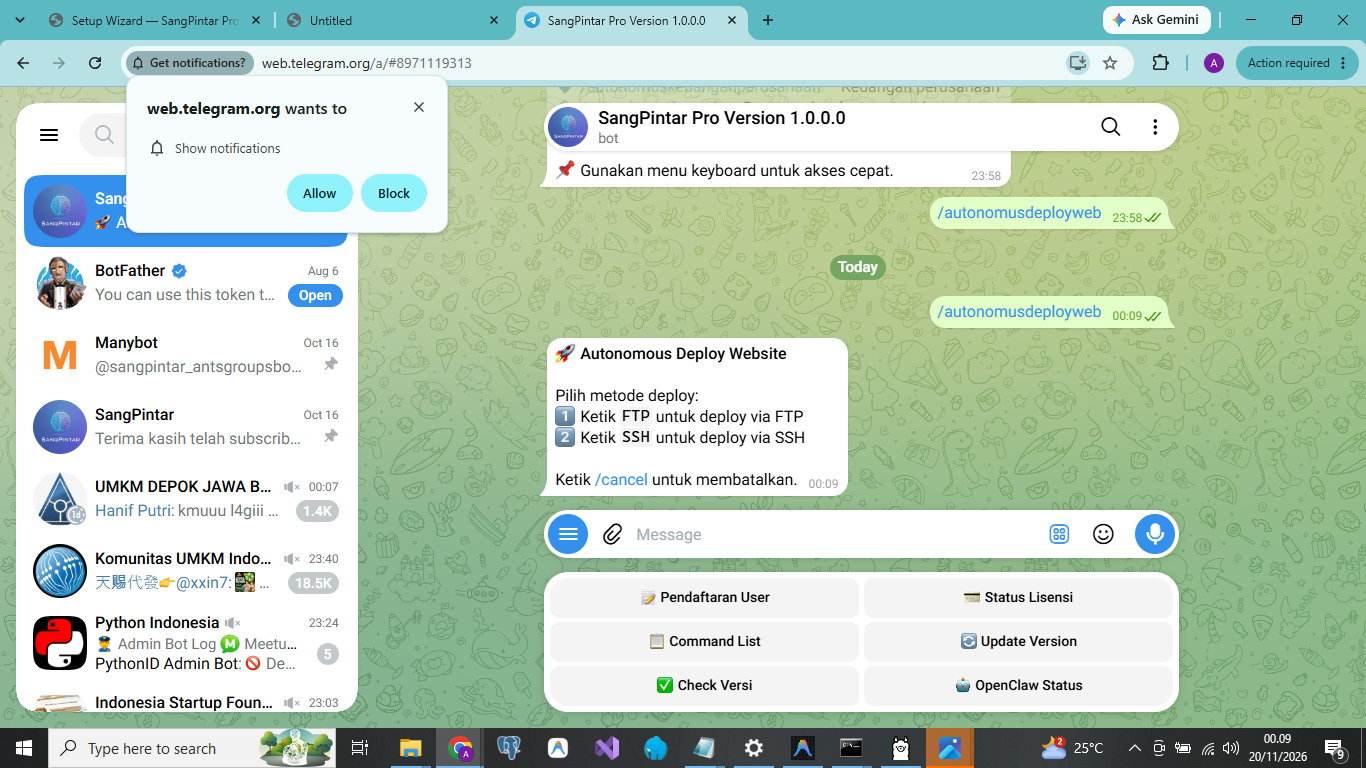 Setup Wizard — SangPintar Pro
Untitled
SangPintar Pro Version 1.0.0.0
Ask Gemini
Get notifications?
web.telegram.org/a/#8971119313
A
Action required
web.telegram.org wants to
Show notifications
Allow
Block
Sang
🚀 A
BotFather
Aug 6
You can use this token t...
Open
Manybot
Oct 16
@sangpintar_antsgroupsbo...
SangPintar
Oct 16
Terima kasih telah subscrib...
UMKM DEPOK JAWA B...
00:07
Hanif Putri: kmuuu l4giii ...
1.4K
Komunitas UMKM Indo...
23:40
天賜代發👉@xxin7: ...
18.5K
Python Indonesia
23:24
Admin Bot Log M Meetu...
PythonID Admin Bot: 🚫 De...
5
Indonesia Startup Foun...
23:03
/autonomuskeuanganperusahaan - Keuangan perusahaan
SangPintar Pro Version 1.0.0.0
bot
📌 Gunakan menu keyboard untuk akses cepat.
23:58
/autonomusdeployweb 23:58
Today
/autonomusdeployweb 00:09
🚀 Autonomous Deploy Website
Pilih metode deploy:
1️⃣ Ketik FTP untuk deploy via FTP
2️⃣ Ketik SSH untuk deploy via SSH
Ketik /cancel untuk membatalkan. 00:09
Message
📝 Pendaftaran User
💳 Status Lisensi
📋 Command List
🔄 Update Version
✅ Check Versi
🤖 OpenClaw Status
Type here to search
2
25°C
00.09
20/11/2026
9